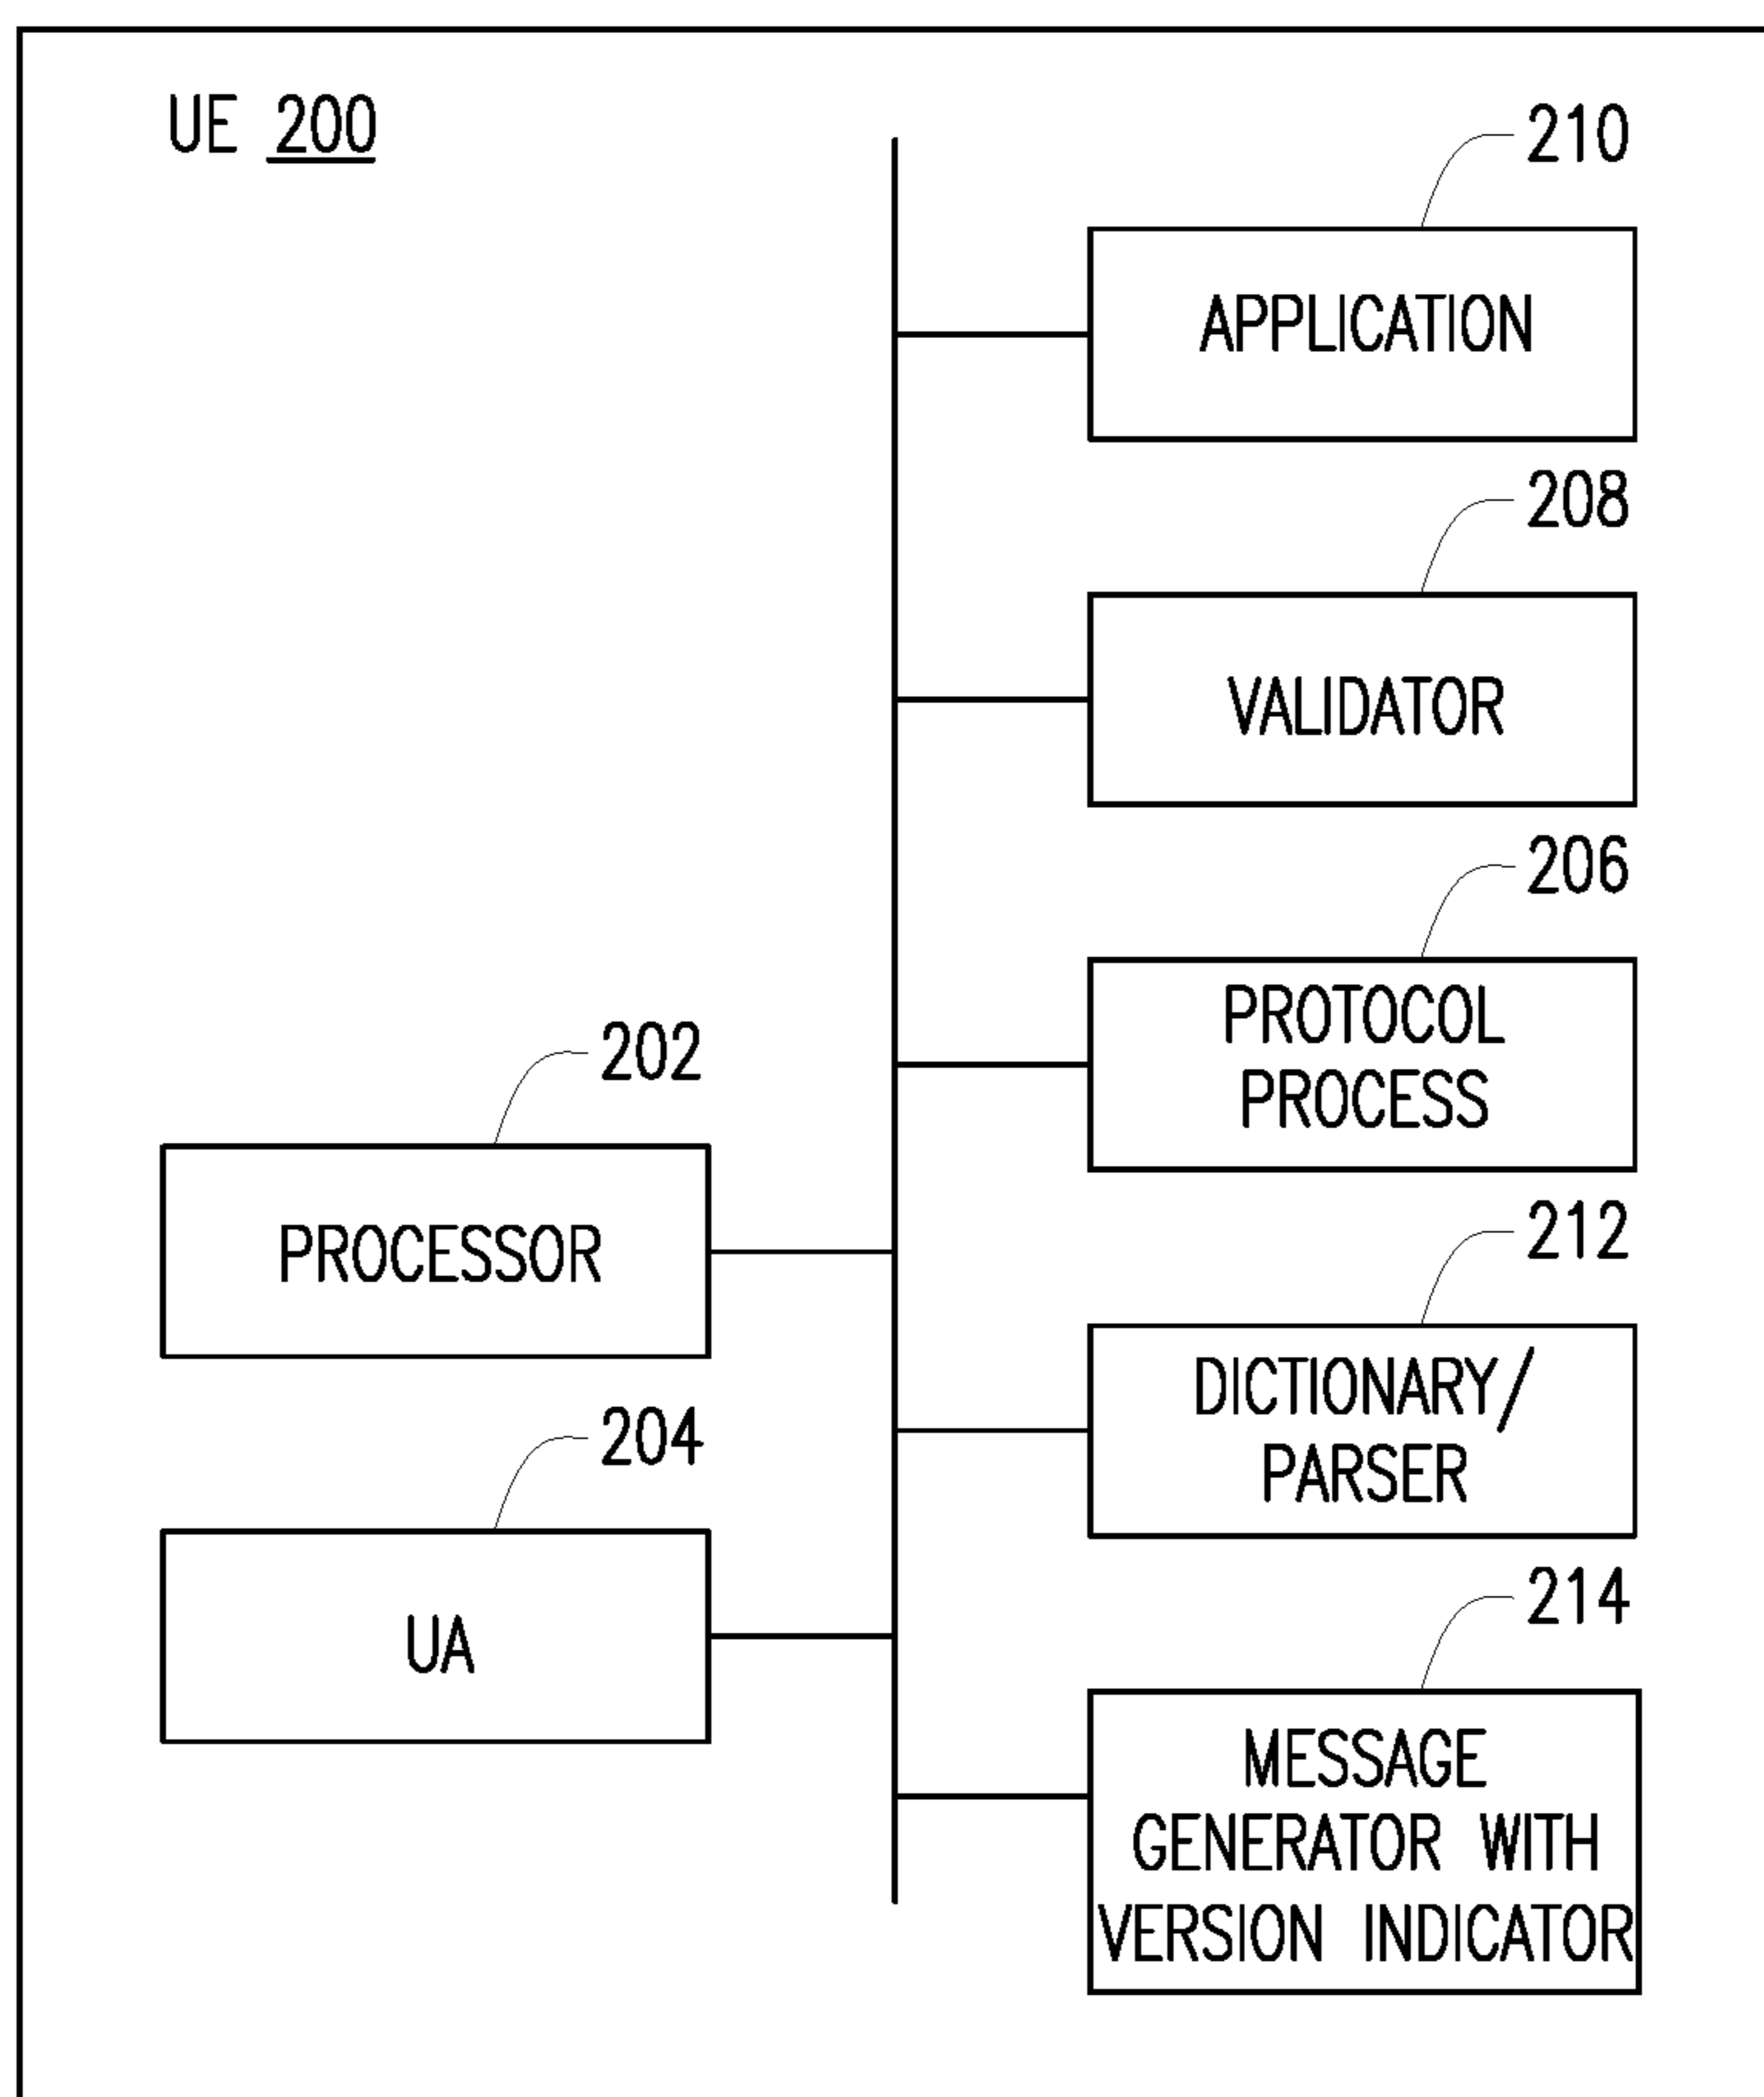 UE 200
210
APPLICATION
208
VALIDATOR
206
PROTOCOL
PROCESS
202
PROCESSOR
212
DICTIONARY/
PARSER
204
UA
214
MESSAGE
GENERATOR WITH
VERSION INDICATOR